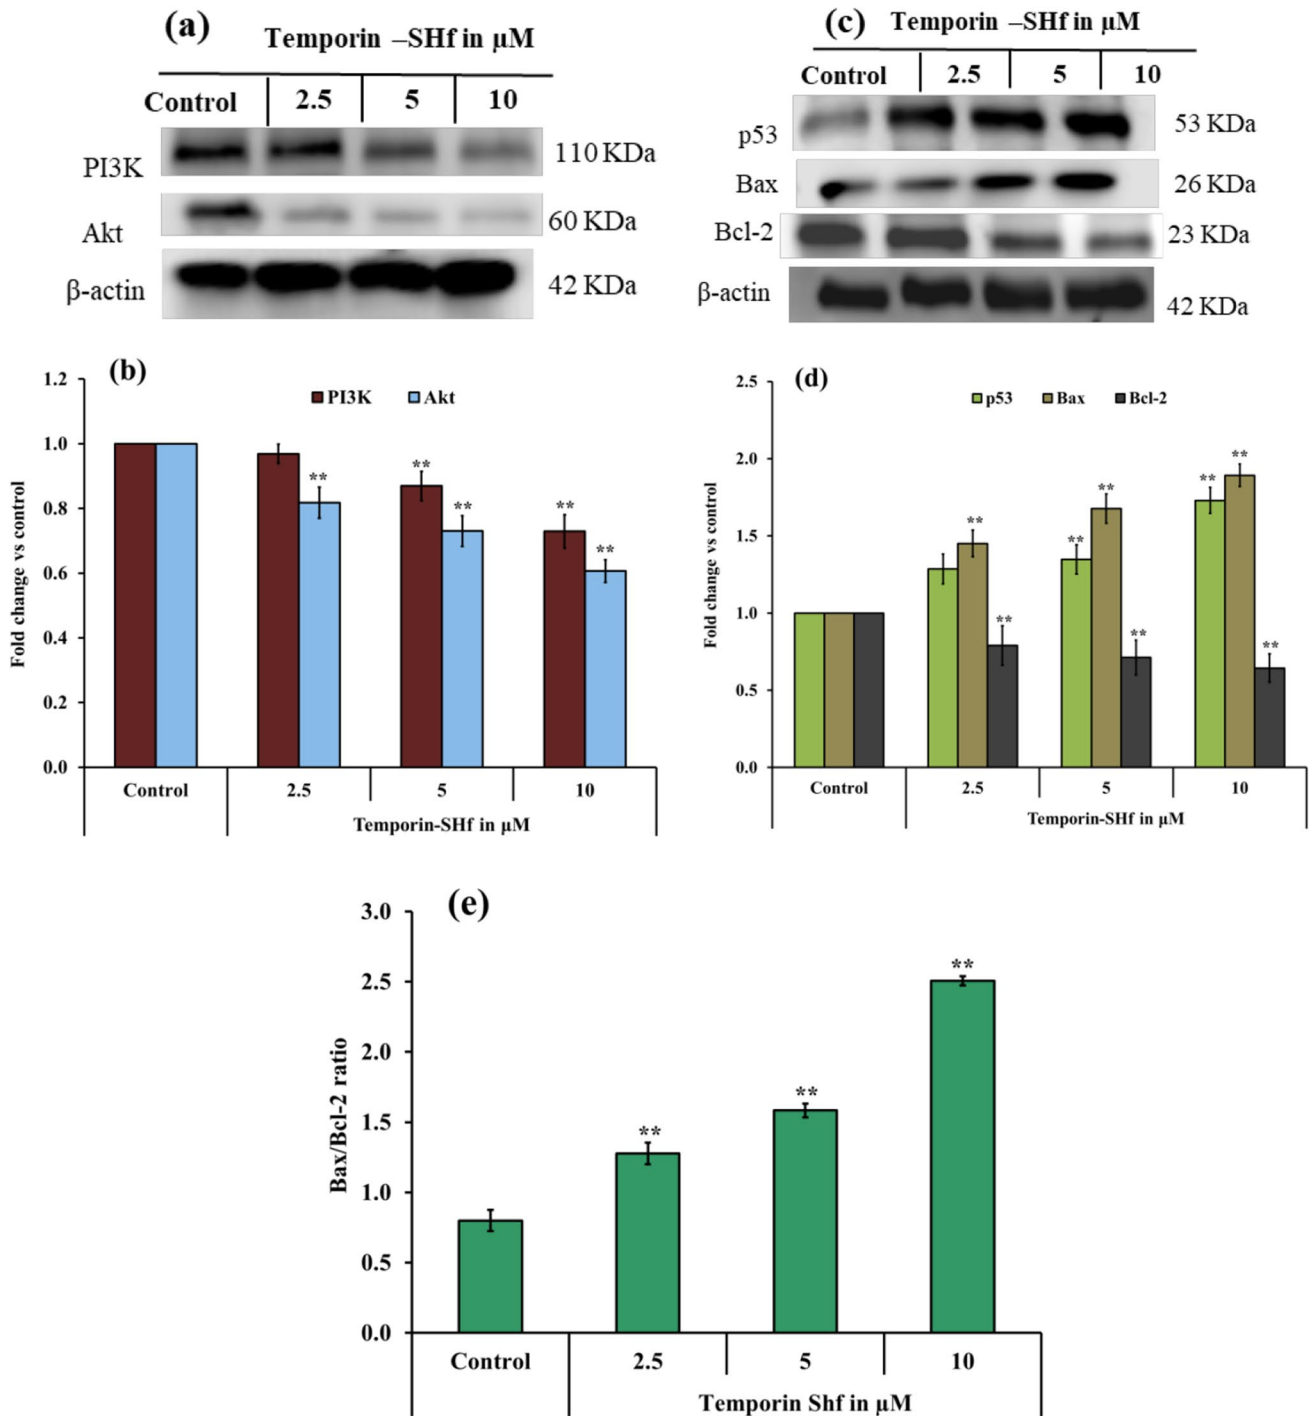 (a)
Temporin –SHf in µM
Control 2.5 5 10
PI3K 110 KDa
Akt 60 KDa
β-actin 42 KDa
(c)
Temporin –SHf in µM
Control 2.5 5 10
p53 53 KDa
Bax 26 KDa
Bcl-2 23 KDa
β-actin 42 KDa
(b)
PI3K Akt
Fold change vs control
1.2
1.0
0.8
0.6
0.4
0.2
0.0
** ** ** ** **
Control 2.5 5 10
Temporin-SHf in µM
(d)
p53 Bax Bcl-2
Fold change vs control
2.5
2.0
1.5
1.0
0.5
0.0
** ** ** ** ** ** ** **
Control 2.5 5 10
Temporin-SHf in µM
(e)
Bax/Bcl-2 ratio
3.0
2.5
2.0
1.5
1.0
0.5
0.0
** ** **
Control 2.5 5 10
Temporin Shf in µM